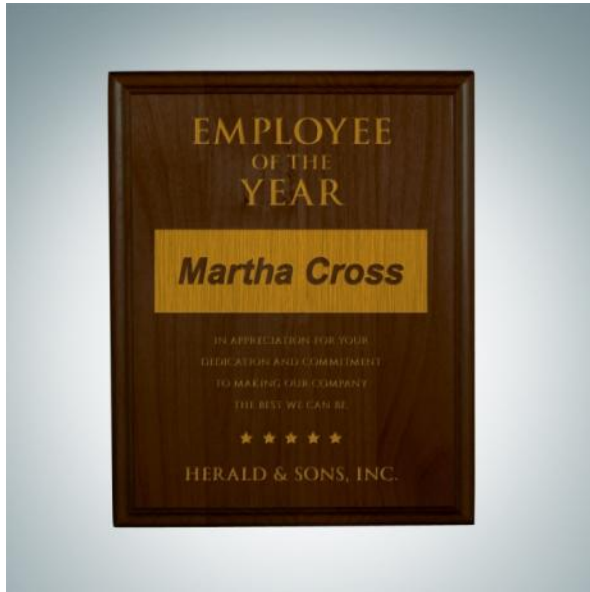 EMPLOYEE
OF THE
YEAR
Martha Cross
IN APPRECIATION FOR YOUR
DEDICATION AND COMMITMENT
TO MAKING OUR COMPANY
THE BEST WE CAN BE.
HERALD & SONS, INC.